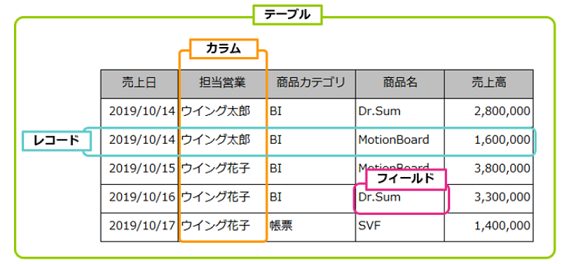 テーブル
カラム
売上日 担当営業 商品カテゴリ 商品名 売上高
2019/10/14 ウイング太郎 BI Dr.Sum 2,800,000
レコード
2019/10/14 ウイング太郎 BI MotionBoard 1,600,000
2019/10/15 ウイング花子 BI MotionBoard 3,800,000
フィールド
2019/10/16 ウイング花子 BI Dr.Sum 3,300,000
2019/10/17 ウイング花子 帳票 SVF 1,400,000